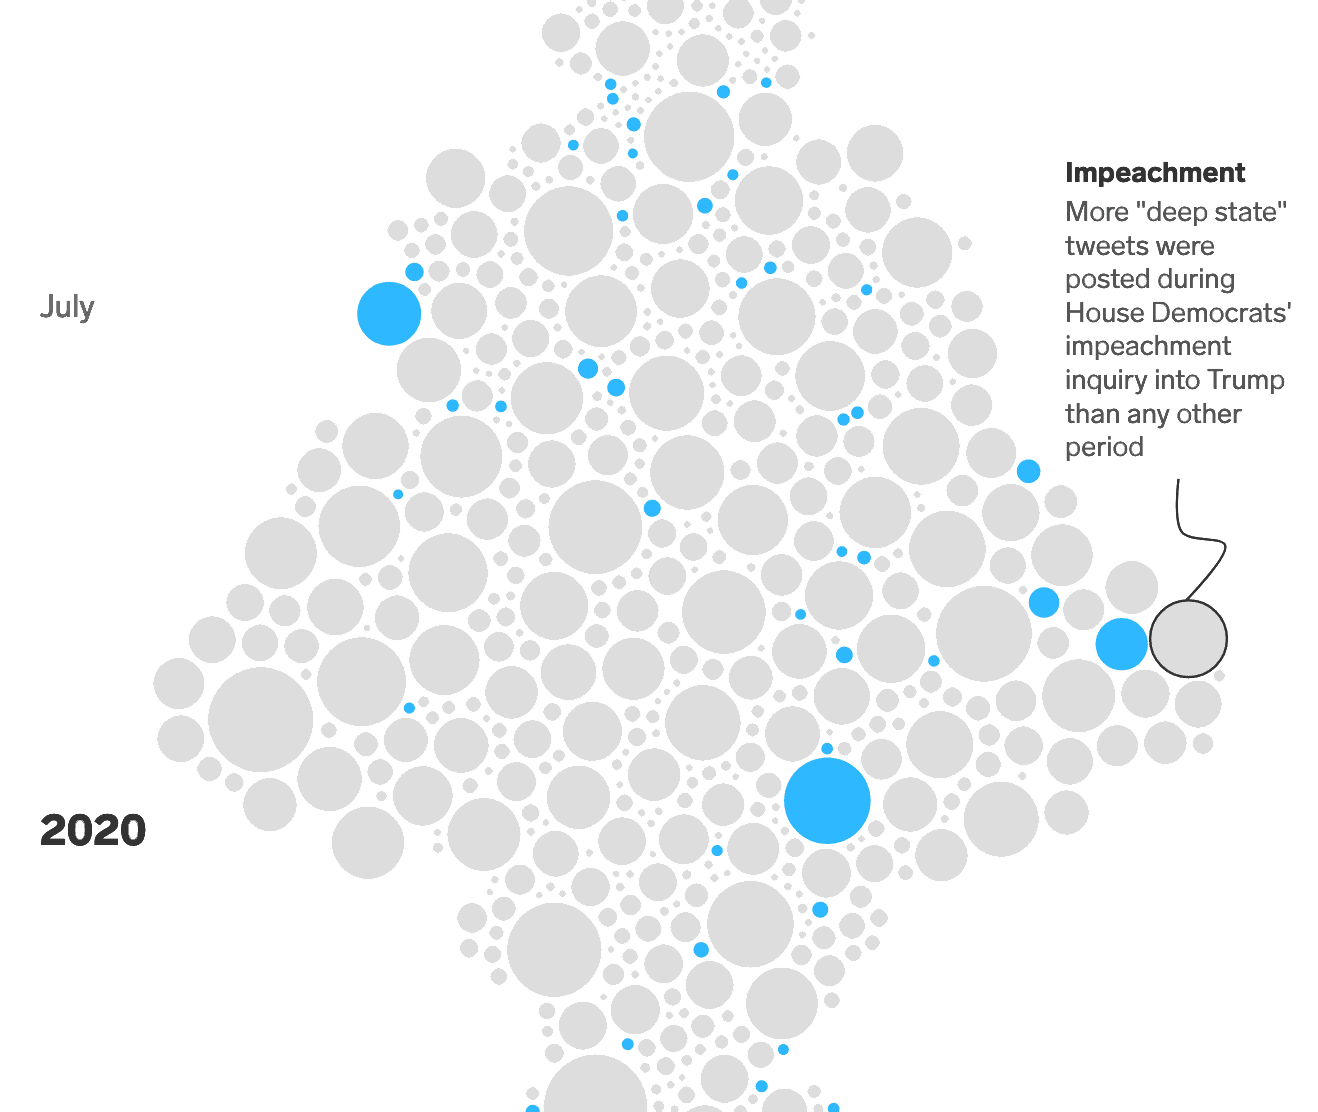 Impeachment
More "deep state"
tweets were
posted during
House Democrats'
impeachment
inquiry into Trump
than any other
period
July
2020